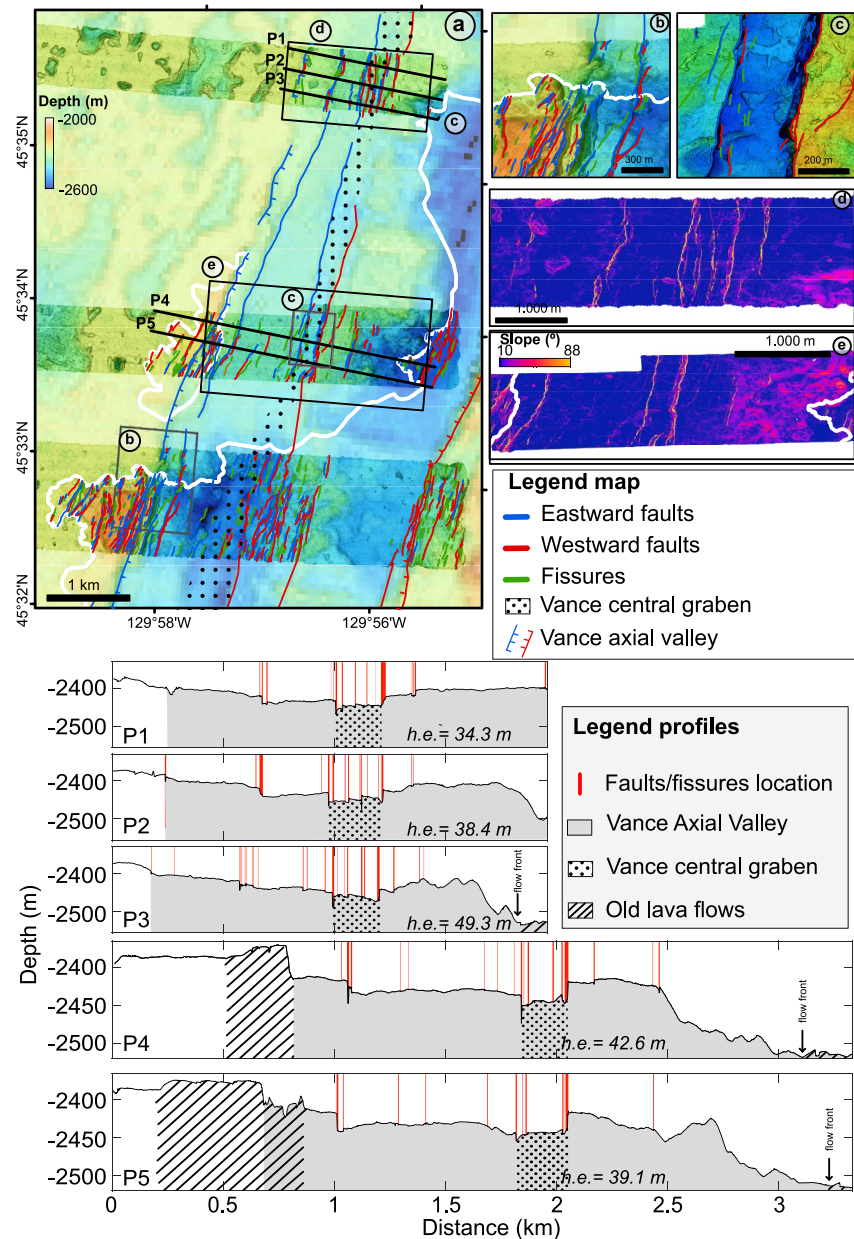 a
b
c
d
P1
P2
P3
c
Depth (m)
-2000
-2600
45°35'N
45°34'N
45°33'N
45°32'N
e
c
P4
P5
b
1 km
129°58'W
129°56'W
300 m
200 m
d
1.000 m
e
Slope (º)
10
88
1.000 m
Legend map
Eastward faults
Westward faults
Fissures
Vance central graben
Vance axial valley
-2400
-2500
P1
h.e.= 34.3 m
-2400
-2500
P2
h.e.= 38.4 m
-2400
-2500
P3
h.e.= 49.3 m
flow front
-2400
-2450
-2500
P4
h.e.= 42.6 m
flow front
-2400
-2450
-2500
P5
h.e.= 39.1 m
flow front
Depth (m)
0
0.5
1
1.5
2
2.5
3
Distance (km)
Legend profiles
Faults/fissures location
Vance Axial Valley
Vance central graben
Old lava flows